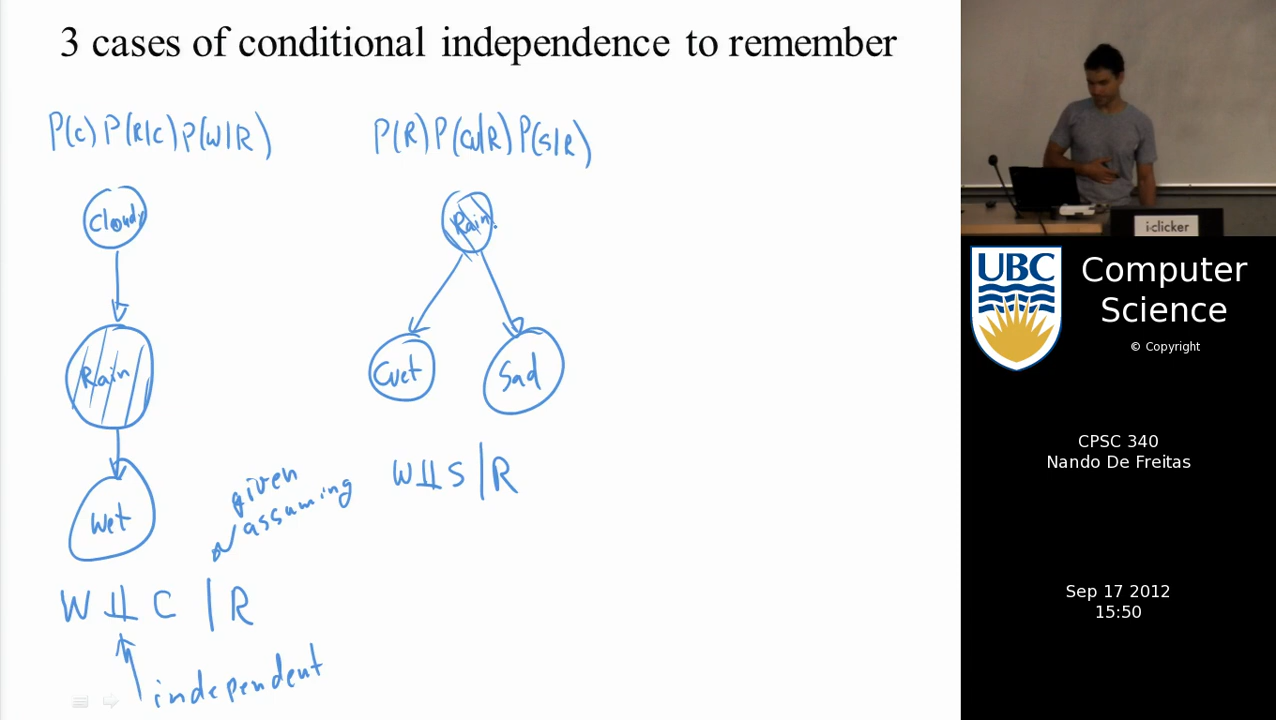 3 cases of conditional independence to remember
P(C) P(R|C) P(W|R)
P(R) P(W|R) P(S|R)
Cloudy
Rain
Rain
Wet
Sad
Wet
given
assuming
W ⫫ S | R
W ⫫ C | R
independent
i-clicker
UBC
Computer
Science
© Copyright
CPSC 340
Nando De Freitas
Sep 17 2012
15:50